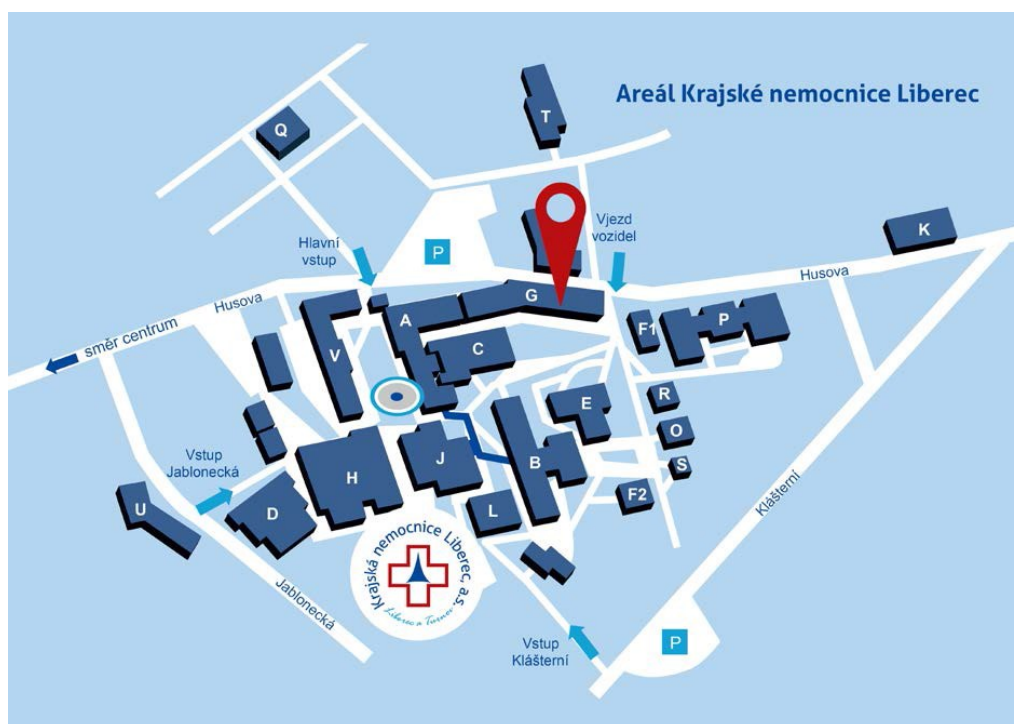 Areál Krajské nemocnice Liberec
T
Q
Vjezd
vozidel
K
Hlavní
vstup
P
Husova
Husova
G
A
F1
P
směr centrum
V
C
R
E
O
Vstup
Jablonecká
J
B
S
H
F2
U
D
L
Klášterní
Krajská nemocnice Liberec, a.s.
Liberec a Turnov
Jablonecká
P
Vstup
Klášterní